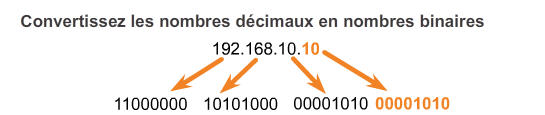 Convertissez les nombres décimaux en nombres binaires
192.168.10.10
11000000 10101000 00001010 00001010